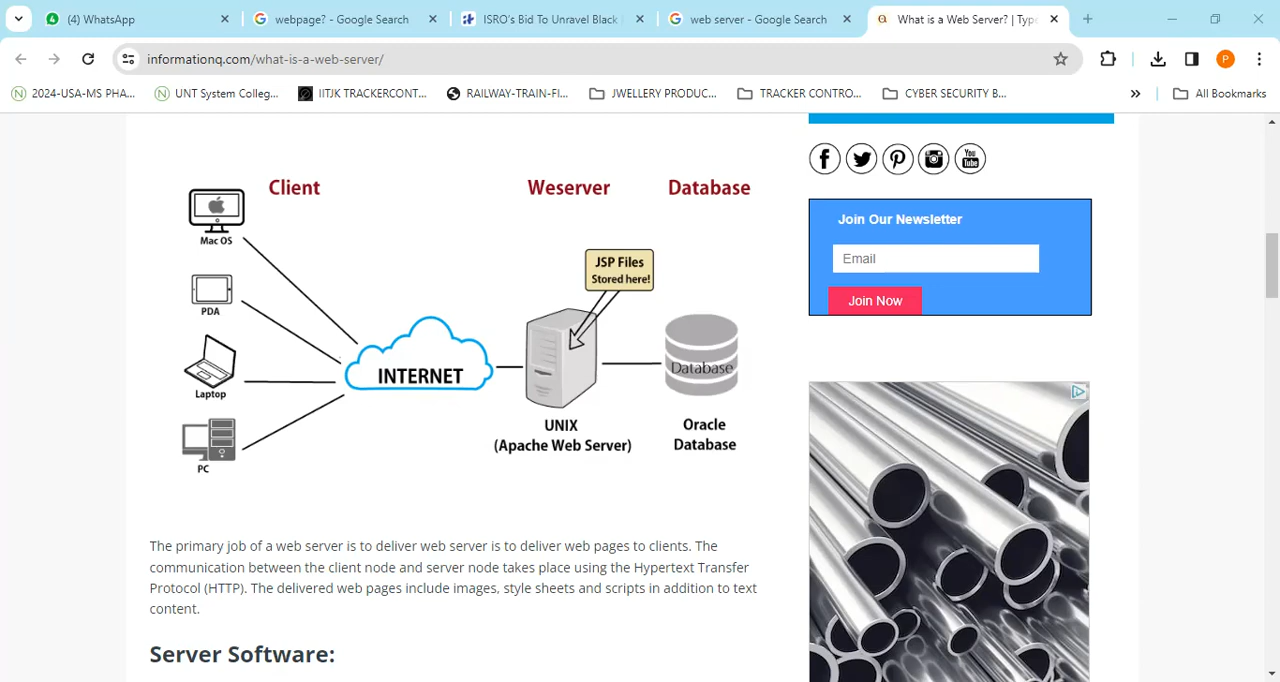 (4) WhatsApp
webpage? - Google Search
ISRO's Bid To Unravel Black
web server - Google Search
What is a Web Server? | Type
informationq.com/what-is-a-web-server/
P
2024-USA-MS PHA...
UNT System Colleg...
IITJK TRACKERCONT...
RAILWAY-TRAIN-FI...
JWELLERY PRODUC...
TRACKER CONTRO...
CYBER SECURITY B...
All Bookmarks
Client
Weserver
Database
Mac OS
PDA
Laptop
PC
INTERNET
JSP Files
Stored here!
UNIX
(Apache Web Server)
Database
Oracle
Database
The primary job of a web server is to deliver web server is to deliver web pages to clients. The
communication between the client node and server node takes place using the Hypertext Transfer
Protocol (HTTP). The delivered web pages include images, style sheets and scripts in addition to text
content.
Server Software:
You
Tube
Join Our Newsletter
Email
Join Now